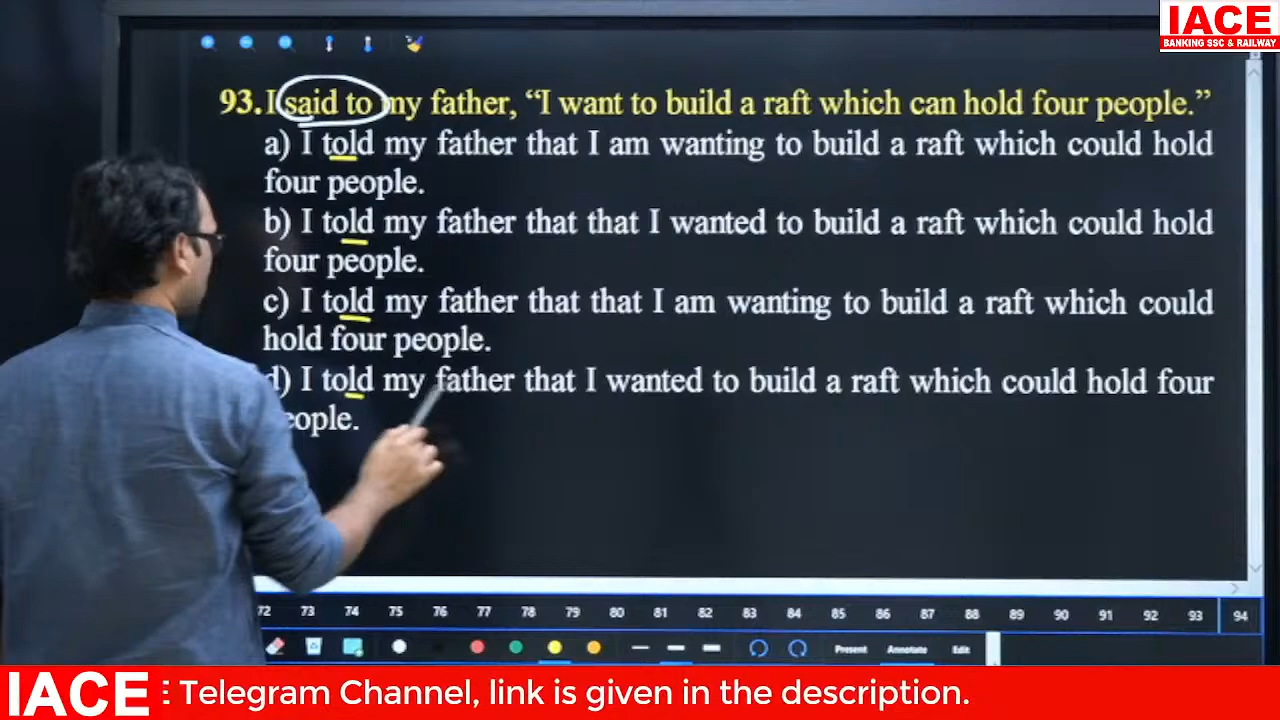 IACE
BANKING SSC & RAILWAY
93. I said to my father, “I want to build a raft which can hold four people.”
a) I told my father that I am wanting to build a raft which could hold
four people.
b) I told my father that that I wanted to build a raft which could hold
four people.
c) I told my father that that I am wanting to build a raft which could
hold four people.
d) I told my father that I wanted to build a raft which could hold four
people.
72 73 74 75 76 77 78 79 80 81 82 83 84 85 86 87 88 89 90 91 92 93 94
Present Annotate Edit
IACE : Telegram Channel, link is given in the description.